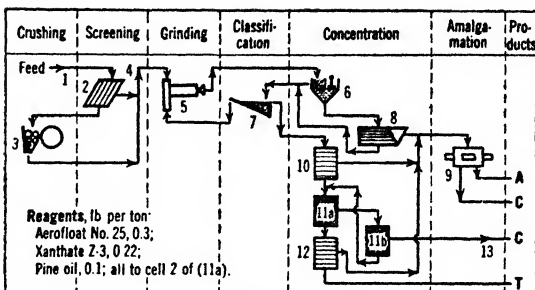 Crushing Screening Grinding Classifi-
cation Concentration Amalga-
mation Pro-
ducts
Feed
1
2
3
4
5
6
7
8
9
10
11a
11b
12
13
A
C
C
T
Reagents, lb per ton:
Aerofloat No. 25, 0.3;
Xanthate Z-3, 0 22;
Pine oil, 0.1; all to cell 2 of (11a).